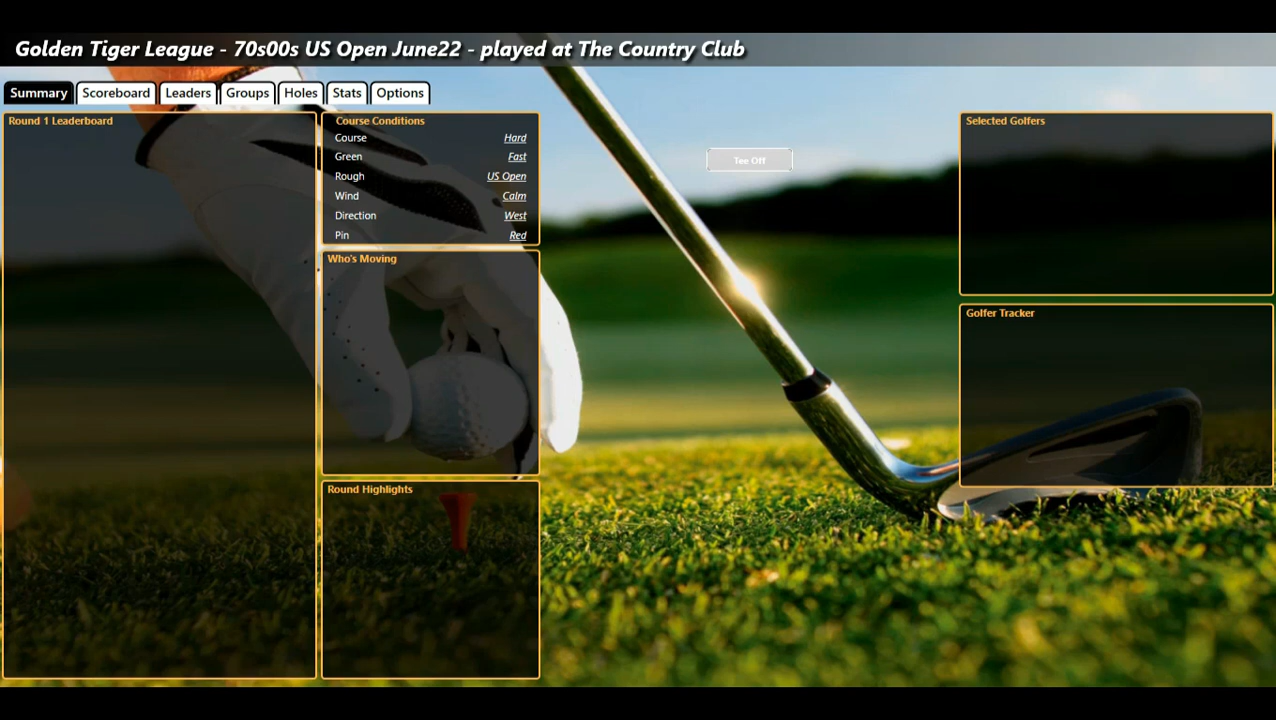 Golden Tiger League - 70s00s US Open June22 - played at The Country Club
Summary Scoreboard Leaders Groups Holes Stats Options
Round 1 Leaderboard
Course Conditions
Course Hard
Green Fast
Rough US Open
Wind Calm
Direction West
Pin Red
Who's Moving
Round Highlights
Tee Off
Selected Golfers
Golfer Tracker